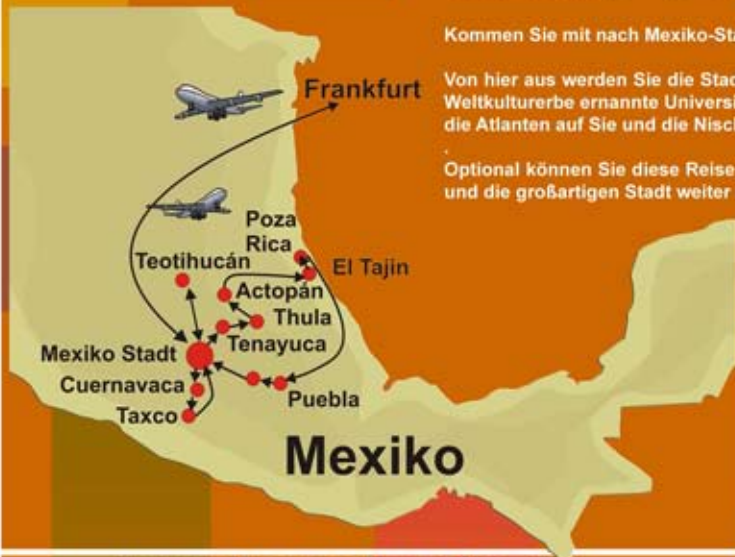 Kommen Sie mit nach Mexiko-Sta
Von hier aus werden Sie die Stad
Weltkulturerbe ernannte Universi
die Atlanten auf Sie und die Nisch
.
Optional können Sie diese Reise
und die großartigen Stadt weiter
Frankfurt
Poza
Rica
Teotihucán
El Tajin
Actopán
Thula
Tenayuca
Mexiko Stadt
Cuernavaca
Puebla
Taxco
Mexiko